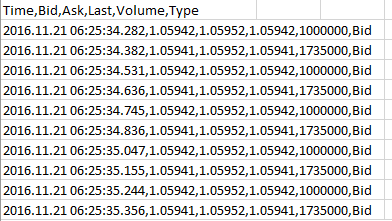 Time,Bid,Ask,Last,Volume,Type
2016.11.21 06:25:34.282,1.05942,1.05952,1.05942,1000000,Bid
2016.11.21 06:25:34.382,1.05941,1.05952,1.05941,1735000,Bid
2016.11.21 06:25:34.531,1.05942,1.05952,1.05942,1000000,Bid
2016.11.21 06:25:34.636,1.05941,1.05952,1.05941,1735000,Bid
2016.11.21 06:25:34.745,1.05942,1.05952,1.05942,1000000,Bid
2016.11.21 06:25:34.836,1.05941,1.05952,1.05941,1735000,Bid
2016.11.21 06:25:35.047,1.05942,1.05952,1.05942,1000000,Bid
2016.11.21 06:25:35.155,1.05941,1.05952,1.05941,1735000,Bid
2016.11.21 06:25:35.244,1.05942,1.05952,1.05942,1000000,Bid
2016.11.21 06:25:35.356,1.05941,1.05952,1.05941,1735000,Bid